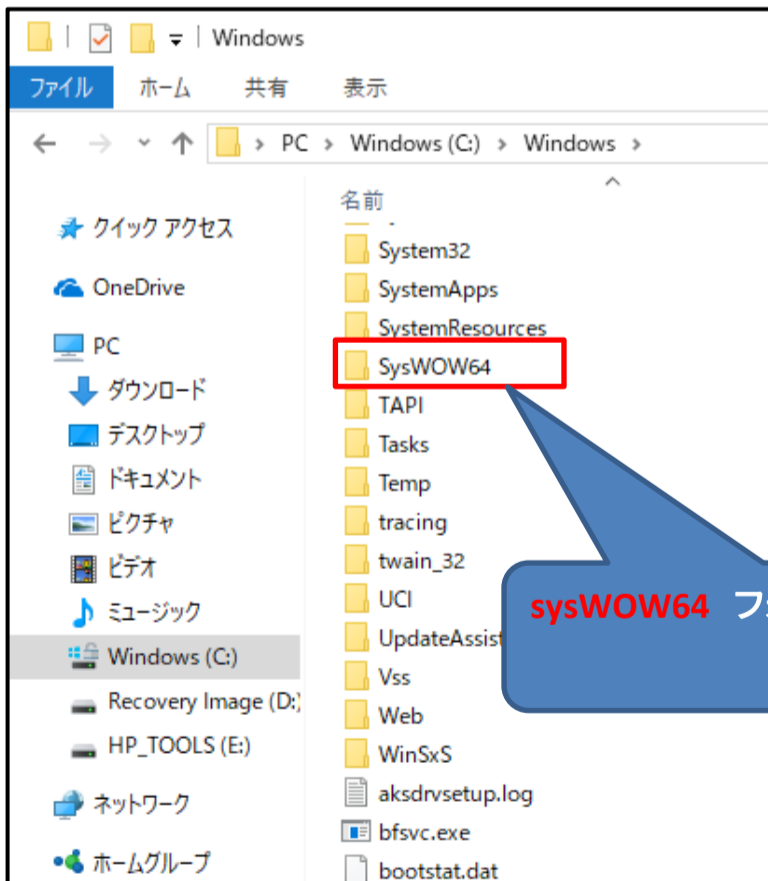 Windows
ファイル ホーム 共有 表示
PC > Windows (C:) > Windows >
名前
クイック アクセス
OneDrive
PC
ダウンロード
デスクトップ
ドキュメント
ピクチャ
ビデオ
ミュージック
Windows (C:)
Recovery Image (D:)
HP_TOOLS (E:)
ネットワーク
ホームグループ
System32
SystemApps
SystemResources
SysWOW64
TAPI
Tasks
Temp
tracing
twain_32
UCI
UpdateAssist
Vss
Web
WinSxS
aksdrvsetup.log
bfsvc.exe
bootstat.dat
sysWOW64 フ